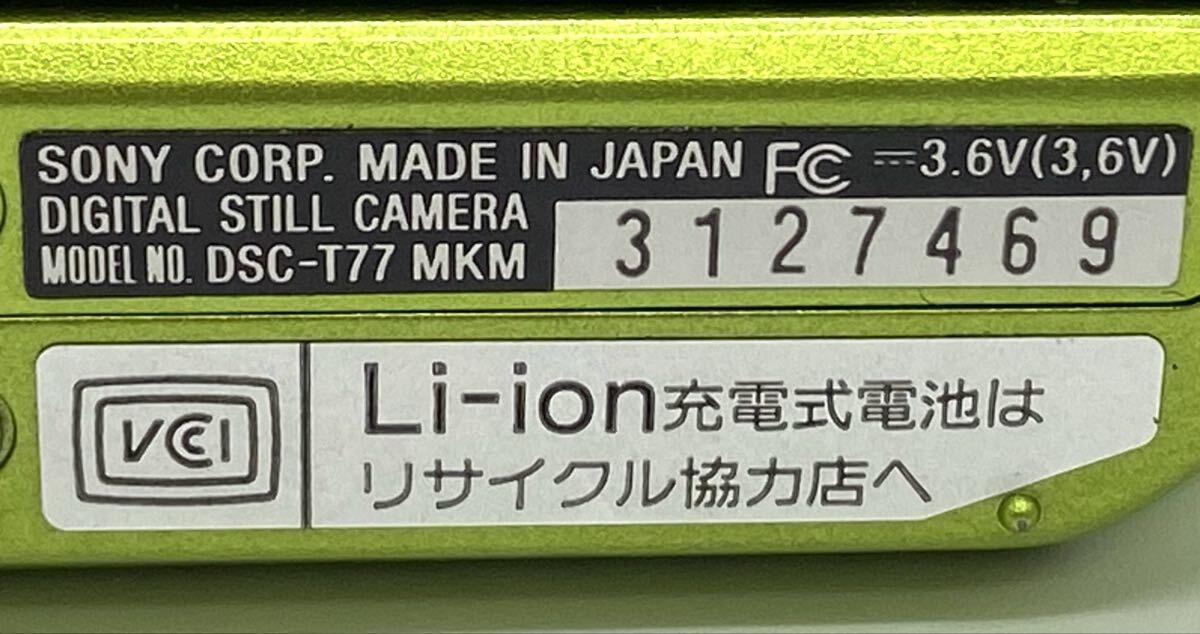 SONY CORP. MADE IN JAPAN FC ⎓3.6V(3,6V)
DIGITAL STILL CAMERA
MODEL NO. DSC-T77 MKM
3127469
VCCI
Li-ion充電式電池は
リサイクル協力店へ